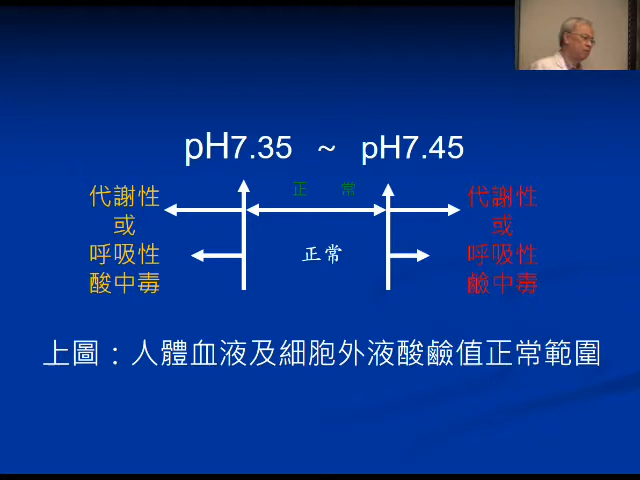 pH7.35 ~ pH7.45
正 常
代謝性
或
呼吸性
酸中毒
正常
代謝性
或
呼吸性
鹼中毒
上圖：人體血液及細胞外液酸鹼值正常範圍